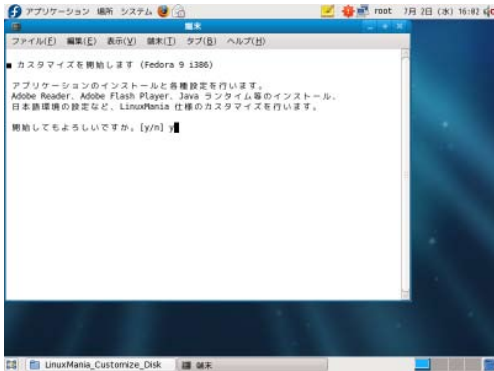 アプリケーション 場所 システム root 7月 2日 (水) 16:02
端末
ファイル(F) 編集(E) 表示(V) 端末(T) タブ(B) ヘルプ(H)
■ カスタマイズを開始します (Fedora 9 i386)
アプリケーションのインストールと各種設定を行います。
Adobe Reader、Adobe Flash Player、Java ランタイム等のインストール、
日本語環境の設定など、LinuxMania 仕様のカスタマイズを行います。
開始してもよろしいですか。[y/n] y
LinuxMania_Customize_Disk 端末